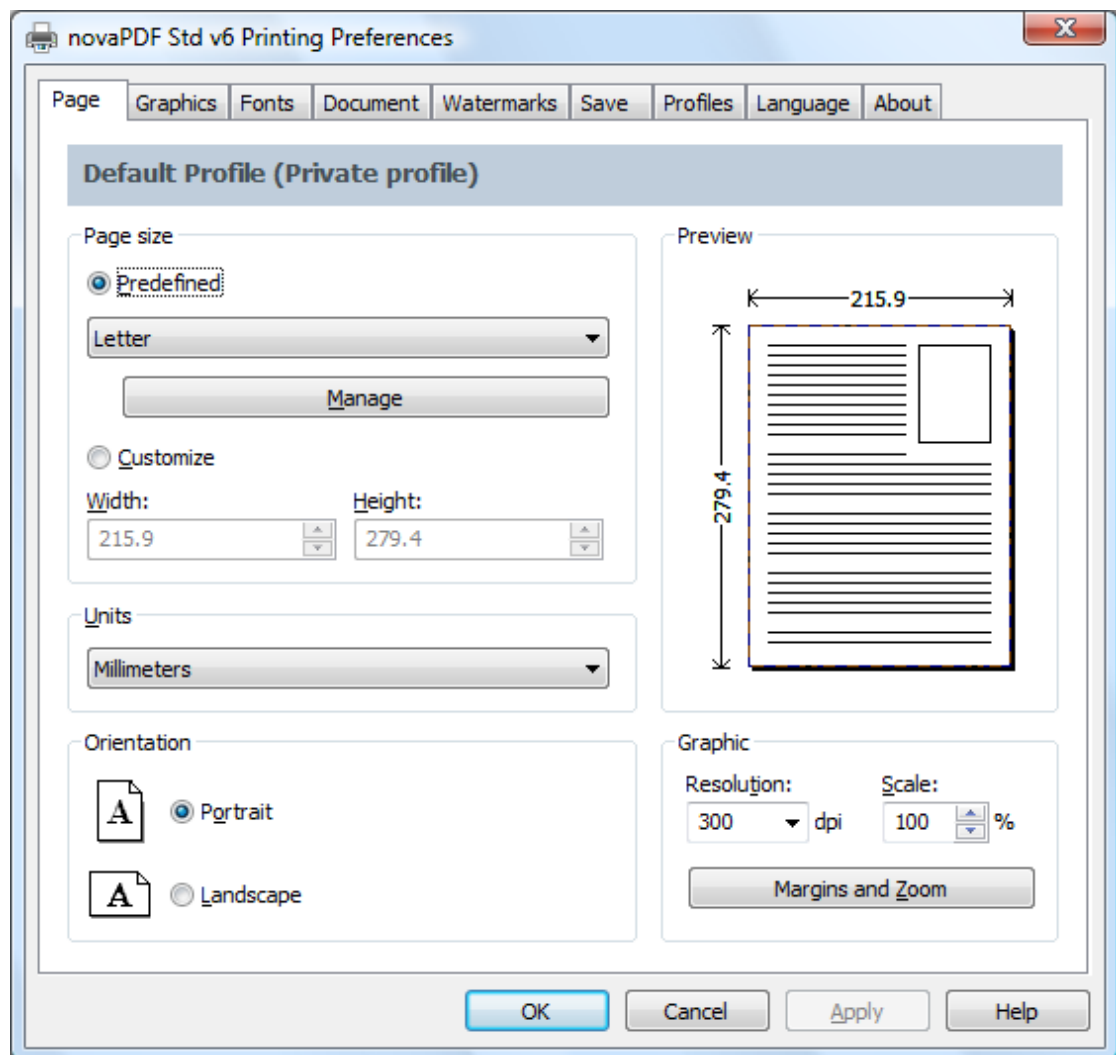 novaPDF Std v6 Printing Preferences
Page Graphics Fonts Document Watermarks Save Profiles Language About
Default Profile (Private profile)
Page size
Predefined
Letter
Manage
Customize
Width: Height:
215.9 279.4
Units
Millimeters
Orientation
A Portrait
A Landscape
Preview
215.9
279.4
Graphic
Resolution: Scale:
300 dpi 100 %
Margins and Zoom
OK Cancel Apply Help